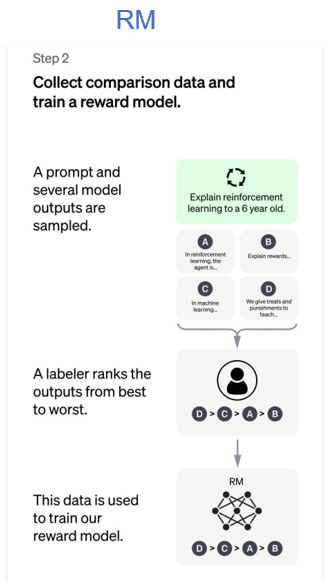 RM
Step 2
Collect comparison data and
train a reward model.
A prompt and
several model
outputs are
sampled.
Explain reinforcement
learning to a 6 year old.
A
In reinforcement
learning, the
agent is...
B
Explain rewards...
C
In machine
learning...
D
We give treats and
punishments to
teach...
A labeler ranks the
outputs from best
to worst.
D > C > A > B
This data is used
to train our
reward model.
RM
D > C > A > B